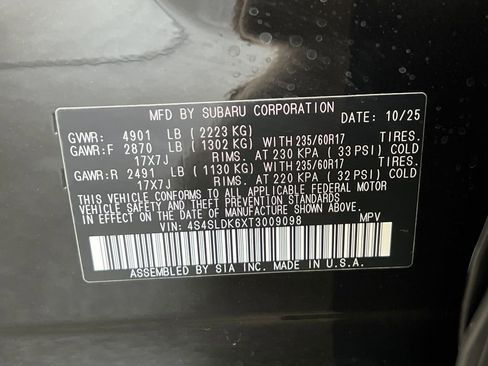 MFD BY SUBARU CORPORATION DATE: 10/25
GVWR: 4901 LB ( 2223 KG)
GAWR:F 2870 LB ( 1302 KG) WITH 235/60R17 TIRES.
17X7J RIMS. AT 230 KPA ( 33 PSI) COLD
GAWR:R 2491 LB ( 1130 KG) WITH 235/60R17 TIRES.
17X7J RIMS. AT 220 KPA ( 32 PSI) COLD
THIS VEHICLE CONFORMS TO ALL APPLICABLE FEDERAL MOTOR
VEHICLE SAFETY AND THEFT PREVENTION STANDARDS
IN EFFECT ON THE DATE OF MANUFACTURE SHOWN ABOVE.
VIN: 4S4SLDK6XT3009098 MPV
ASSEMBLED BY SIA INC. MADE IN U.S.A.